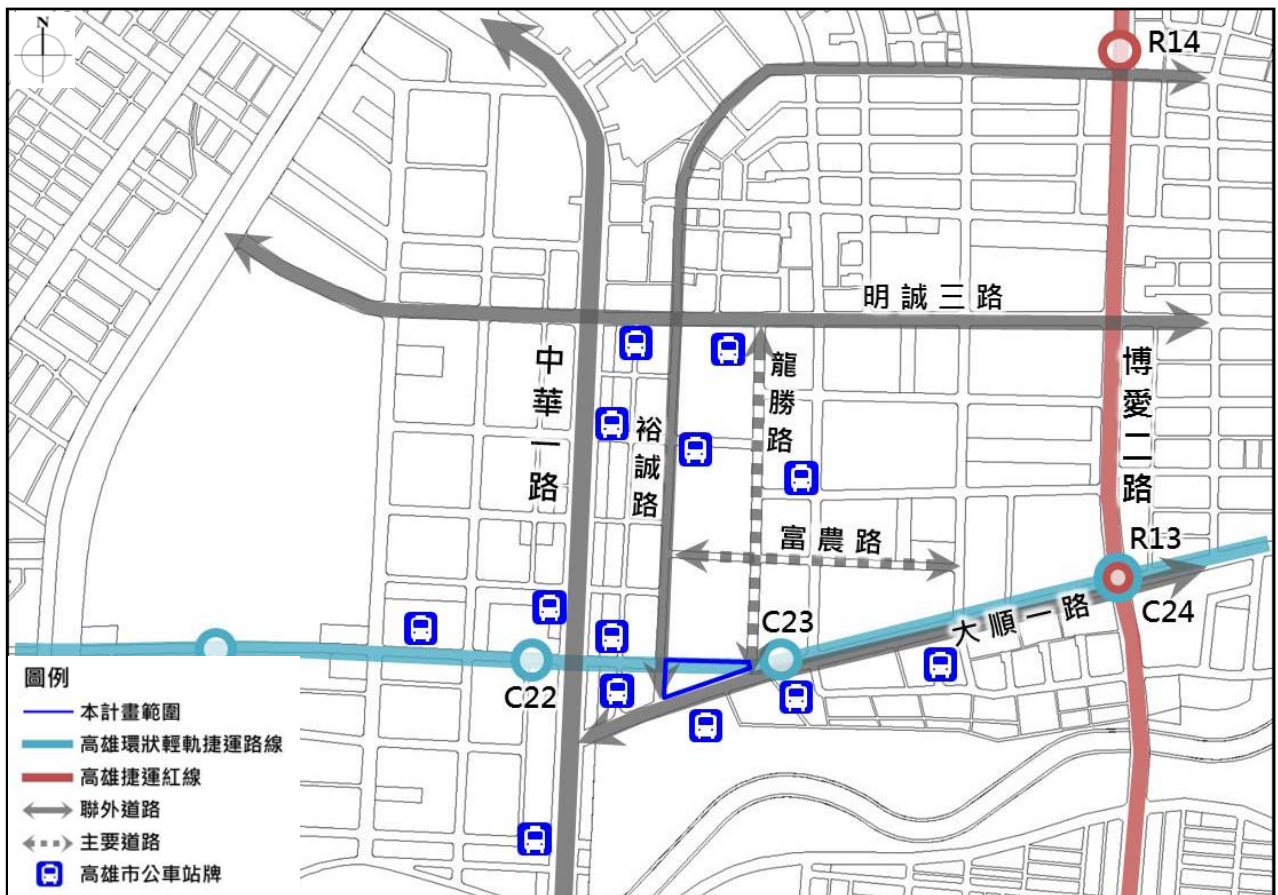 N
R14
明誠三路
中華一路
裕誠路
龍勝路
博愛二路
富農路
R13
大順一路
C24
C23
C22
圖例
本計畫範圍
高雄環狀輕軌捷運路線
高雄捷運紅線
聯外道路
主要道路
高雄市公車站牌